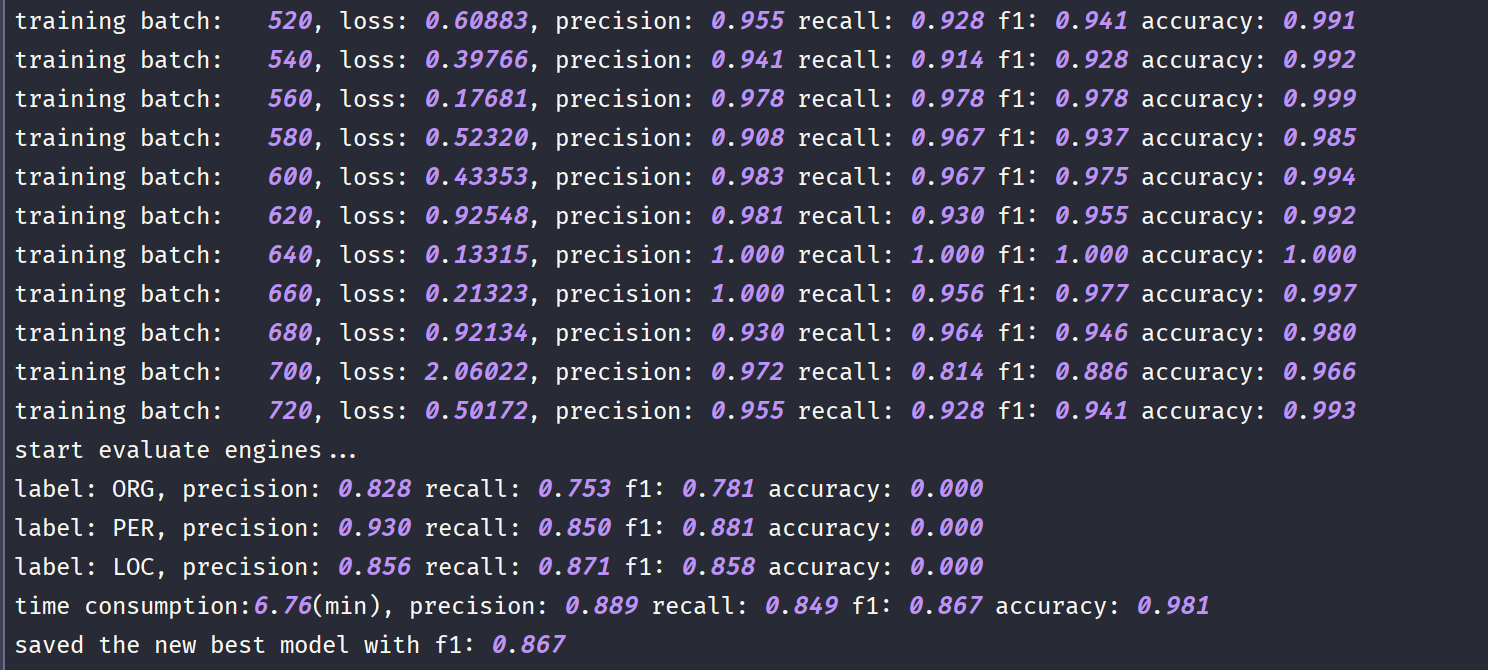 training batch:   520, loss: 0.60883, precision: 0.955 recall: 0.928 f1: 0.941 accuracy: 0.991
training batch:   540, loss: 0.39766, precision: 0.941 recall: 0.914 f1: 0.928 accuracy: 0.992
training batch:   560, loss: 0.17681, precision: 0.978 recall: 0.978 f1: 0.978 accuracy: 0.999
training batch:   580, loss: 0.52320, precision: 0.908 recall: 0.967 f1: 0.937 accuracy: 0.985
training batch:   600, loss: 0.43353, precision: 0.983 recall: 0.967 f1: 0.975 accuracy: 0.994
training batch:   620, loss: 0.92548, precision: 0.981 recall: 0.930 f1: 0.955 accuracy: 0.992
training batch:   640, loss: 0.13315, precision: 1.000 recall: 1.000 f1: 1.000 accuracy: 1.000
training batch:   660, loss: 0.21323, precision: 1.000 recall: 0.956 f1: 0.977 accuracy: 0.997
training batch:   680, loss: 0.92134, precision: 0.930 recall: 0.964 f1: 0.946 accuracy: 0.980
training batch:   700, loss: 2.06022, precision: 0.972 recall: 0.814 f1: 0.886 accuracy: 0.966
training batch:   720, loss: 0.50172, precision: 0.955 recall: 0.928 f1: 0.941 accuracy: 0.993
start evaluate engines...
label: ORG, precision: 0.828 recall: 0.753 f1: 0.781 accuracy: 0.000
label: PER, precision: 0.930 recall: 0.850 f1: 0.881 accuracy: 0.000
label: LOC, precision: 0.856 recall: 0.871 f1: 0.858 accuracy: 0.000
time consumption:6.76(min), precision: 0.889 recall: 0.849 f1: 0.867 accuracy: 0.981
saved the new best model with f1: 0.867